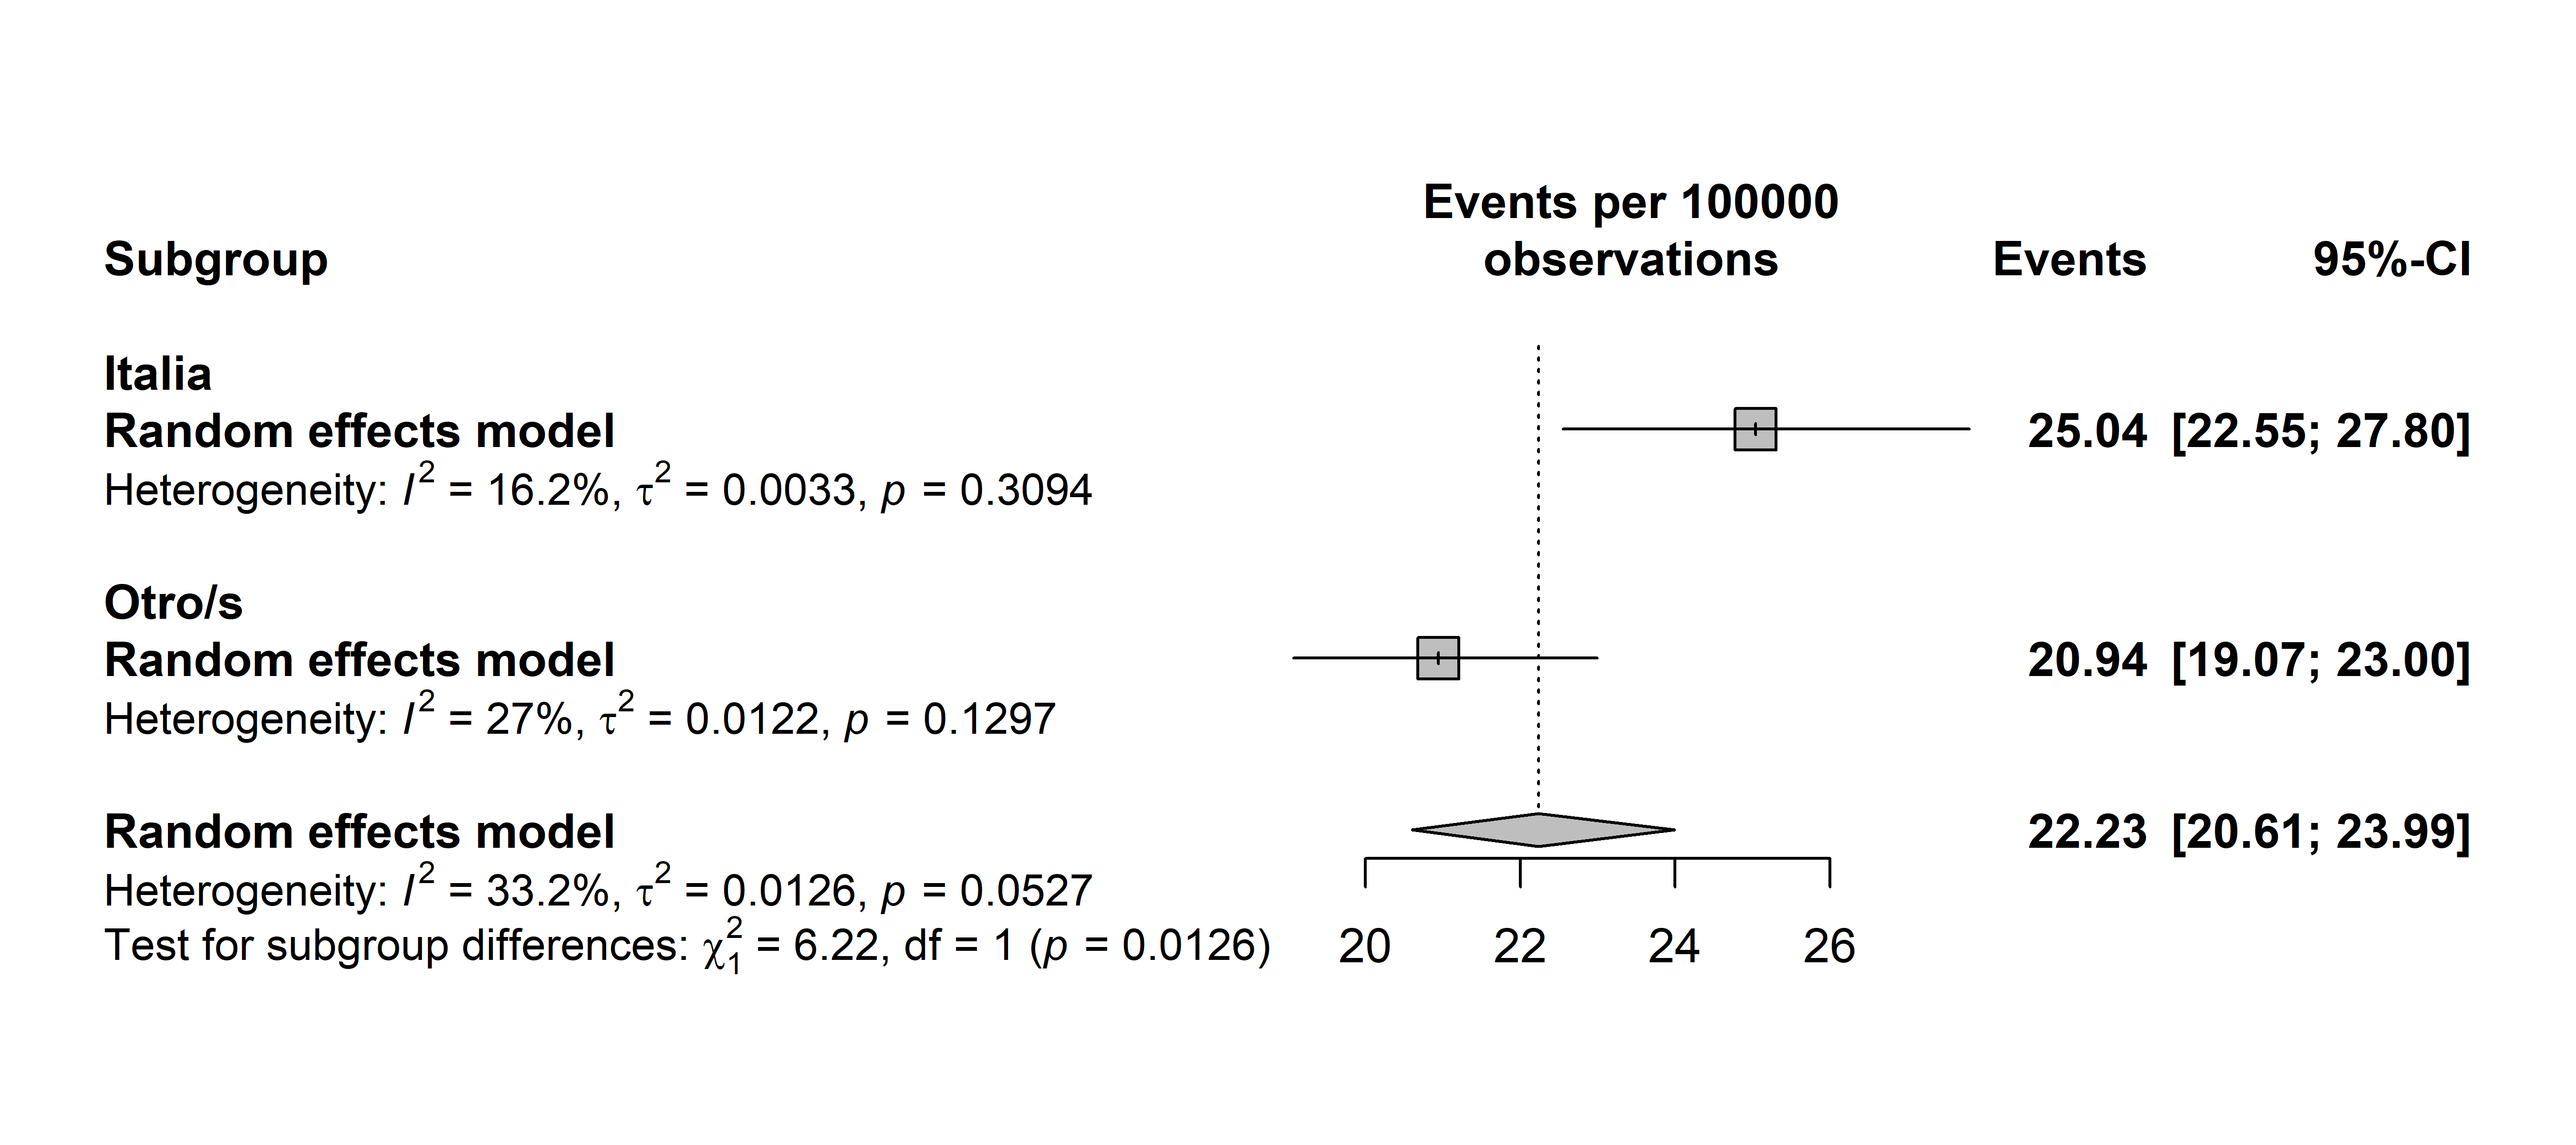 Events per 100000
Subgroup observations Events 95%-CI
Italia
Random effects model 25.04 [22.55; 27.80]
Heterogeneity: I² = 16.2%, τ² = 0.0033, p = 0.3094
Otro/s
Random effects model 20.94 [19.07; 23.00]
Heterogeneity: I² = 27%, τ² = 0.0122, p = 0.1297
Random effects model 22.23 [20.61; 23.99]
Heterogeneity: I² = 33.2%, τ² = 0.0126, p = 0.0527
Test for subgroup differences: χ²₁ = 6.22, df = 1 (p = 0.0126) 20 22 24 26